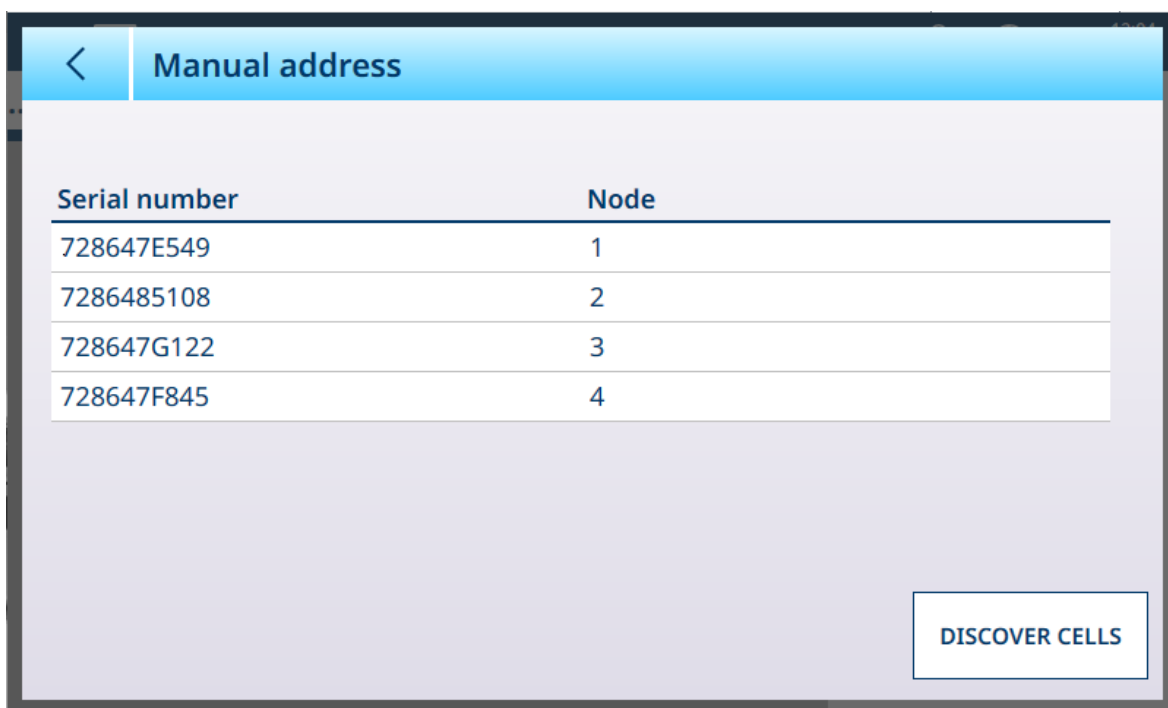 Manual address
Serial number Node
728647E549 1
7286485108 2
728647G122 3
728647F845 4
DISCOVER CELLS